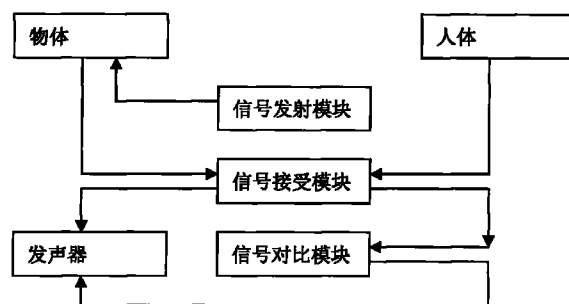 物体
人体
信号发射模块
信号接受模块
发声器
信号对比模块